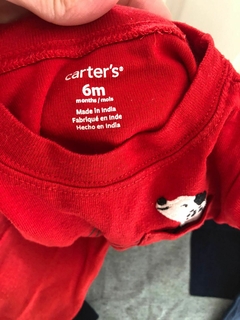 carter's®
6m
months / mois
Made in India
Fabriqué en Inde
Hecho en India